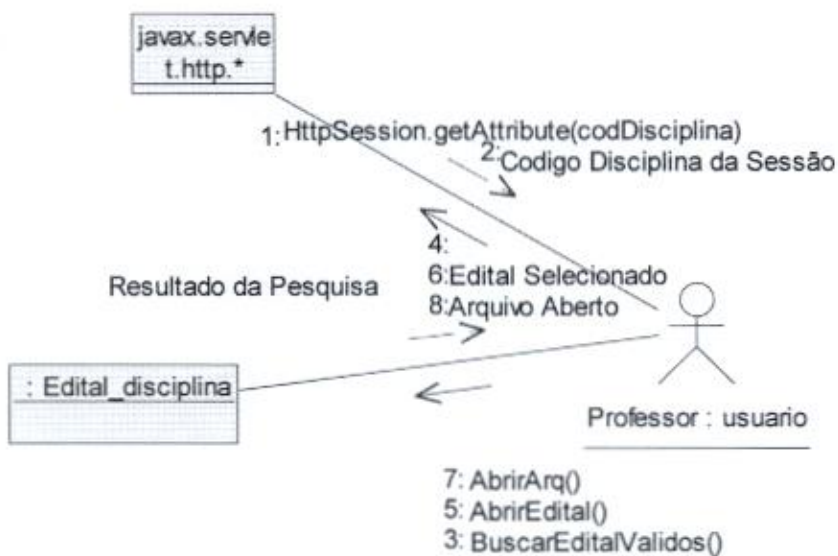 javax.servle
t.http.*
1:HttpSession.getAttribute(codDisciplina)
2:Codigo Disciplina da Sessão
4:
Resultado da Pesquisa
6:Edital Selecionado
8:Arquivo Aberto
: Edital_disciplina
Professor : usuario
7: AbrirArq()
5: AbrirEdital()
3: BuscarEditalValidos()